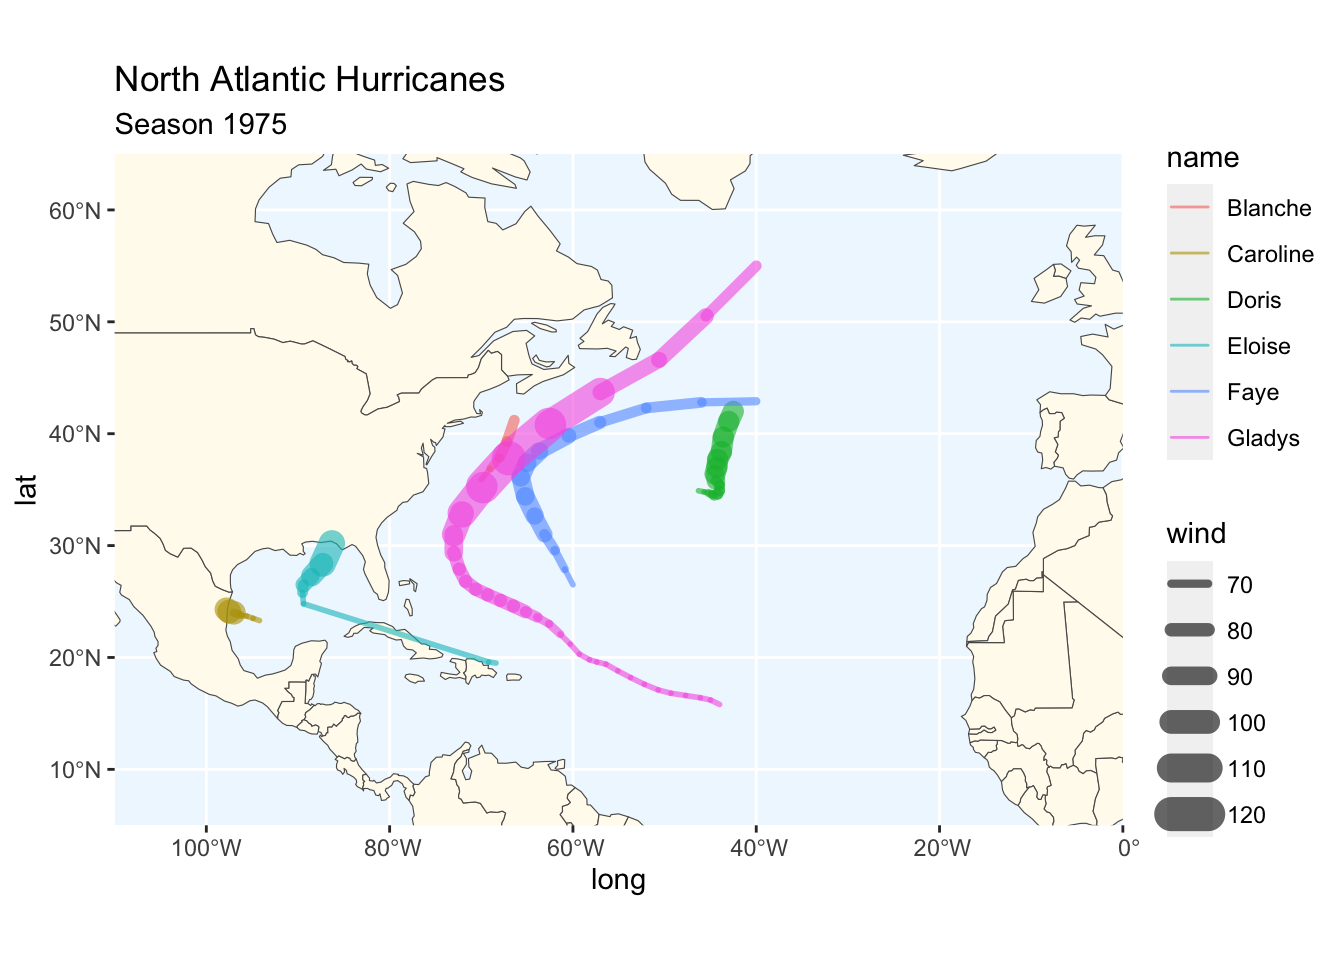 North Atlantic Hurricanes
Season 1975
60°N
50°N
40°N
30°N
20°N
10°N
lat
100°W
80°W
60°W
40°W
20°W
0°
long
name
Blanche
Caroline
Doris
Eloise
Faye
Gladys
wind
70
80
90
100
110
120